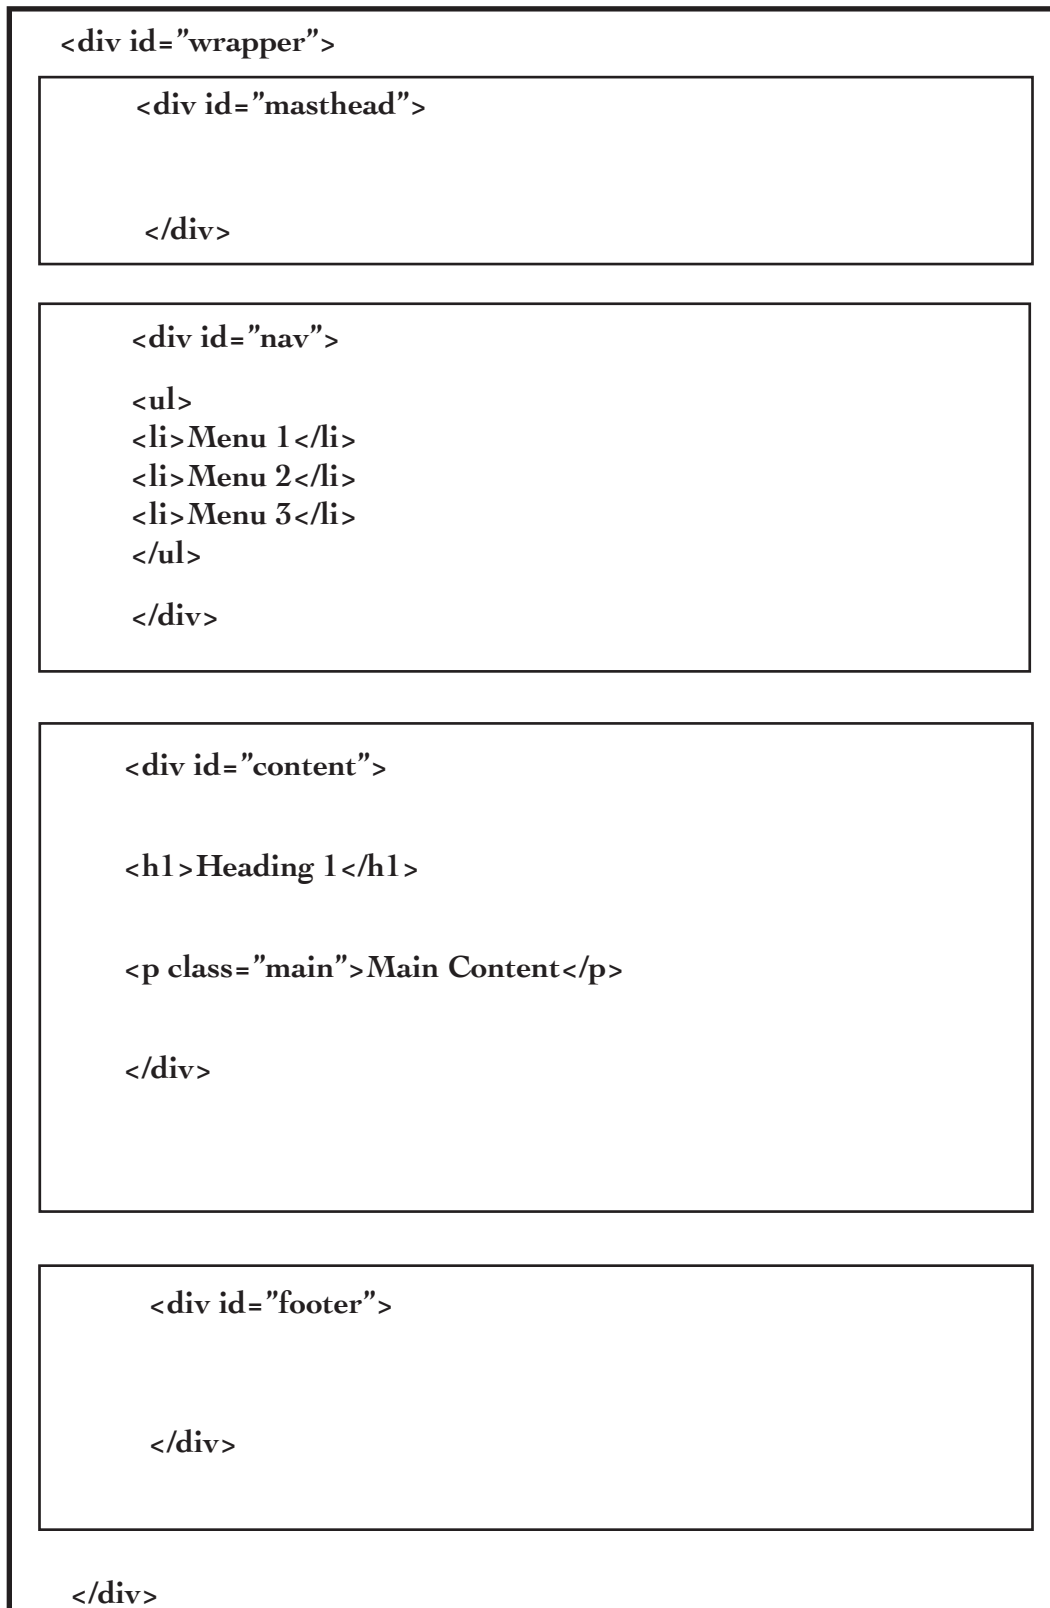 <div id=”wrapper”>
<div id=”masthead”>
</div>
<div id=”nav”>
<ul>
<li>Menu 1</li>
<li>Menu 2</li>
<li>Menu 3</li>
</ul>
</div>
<div id=”content”>
<h1>Heading 1</h1>
<p class=”main”>Main Content</p>
</div>
<div id=”footer”>
</div>
</div>